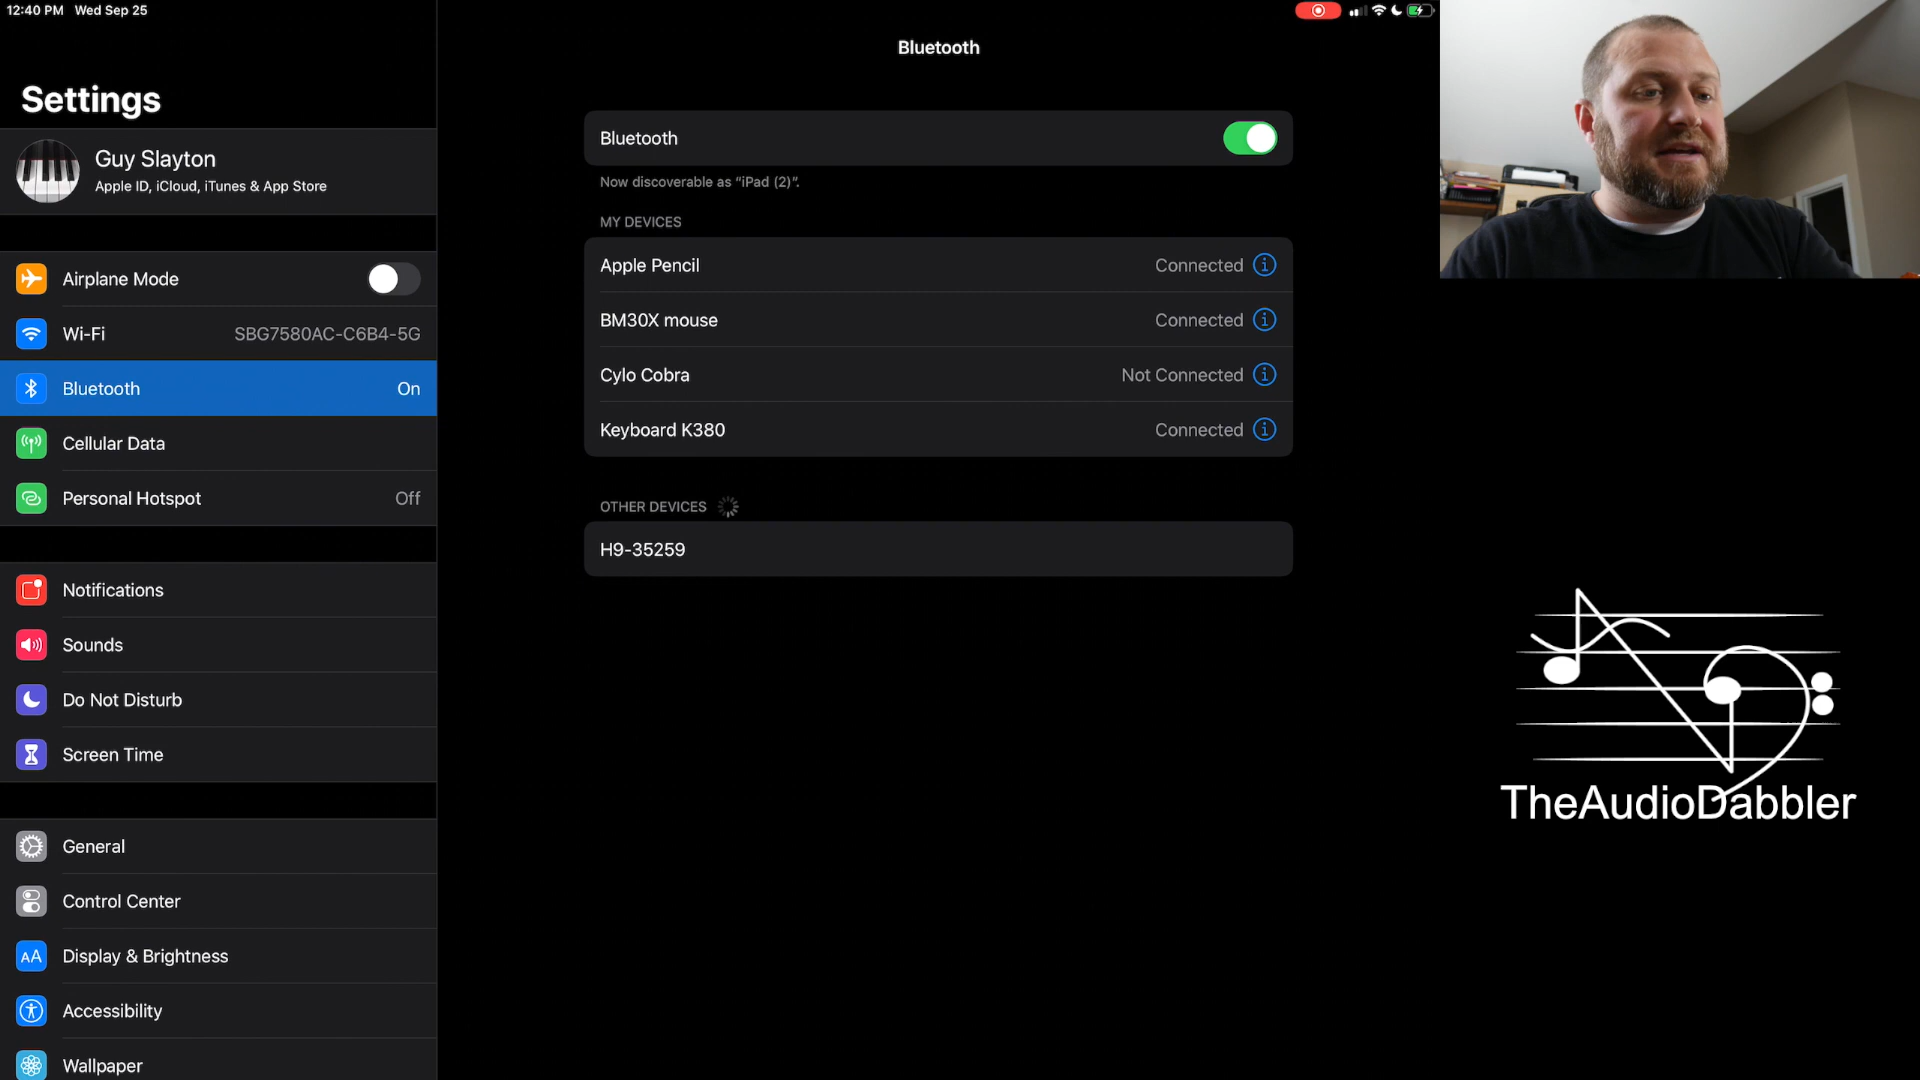 12:40 PM Wed Sep 25
Settings
Guy Slayton
Apple ID, iCloud, iTunes & App Store
Airplane Mode
Wi-Fi SBG7580AC-C6B4-5G
Bluetooth On
Cellular Data
Personal Hotspot Off
Notifications
Sounds
Do Not Disturb
Screen Time
General
Control Center
AA Display & Brightness
Accessibility
Wallpaper
Bluetooth
Bluetooth
Now discoverable as “iPad (2)”.
MY DEVICES
Apple Pencil Connected
BM30X mouse Connected
Cylo Cobra Not Connected
Keyboard K380 Connected
OTHER DEVICES
H9-35259
TheAudioDabbler